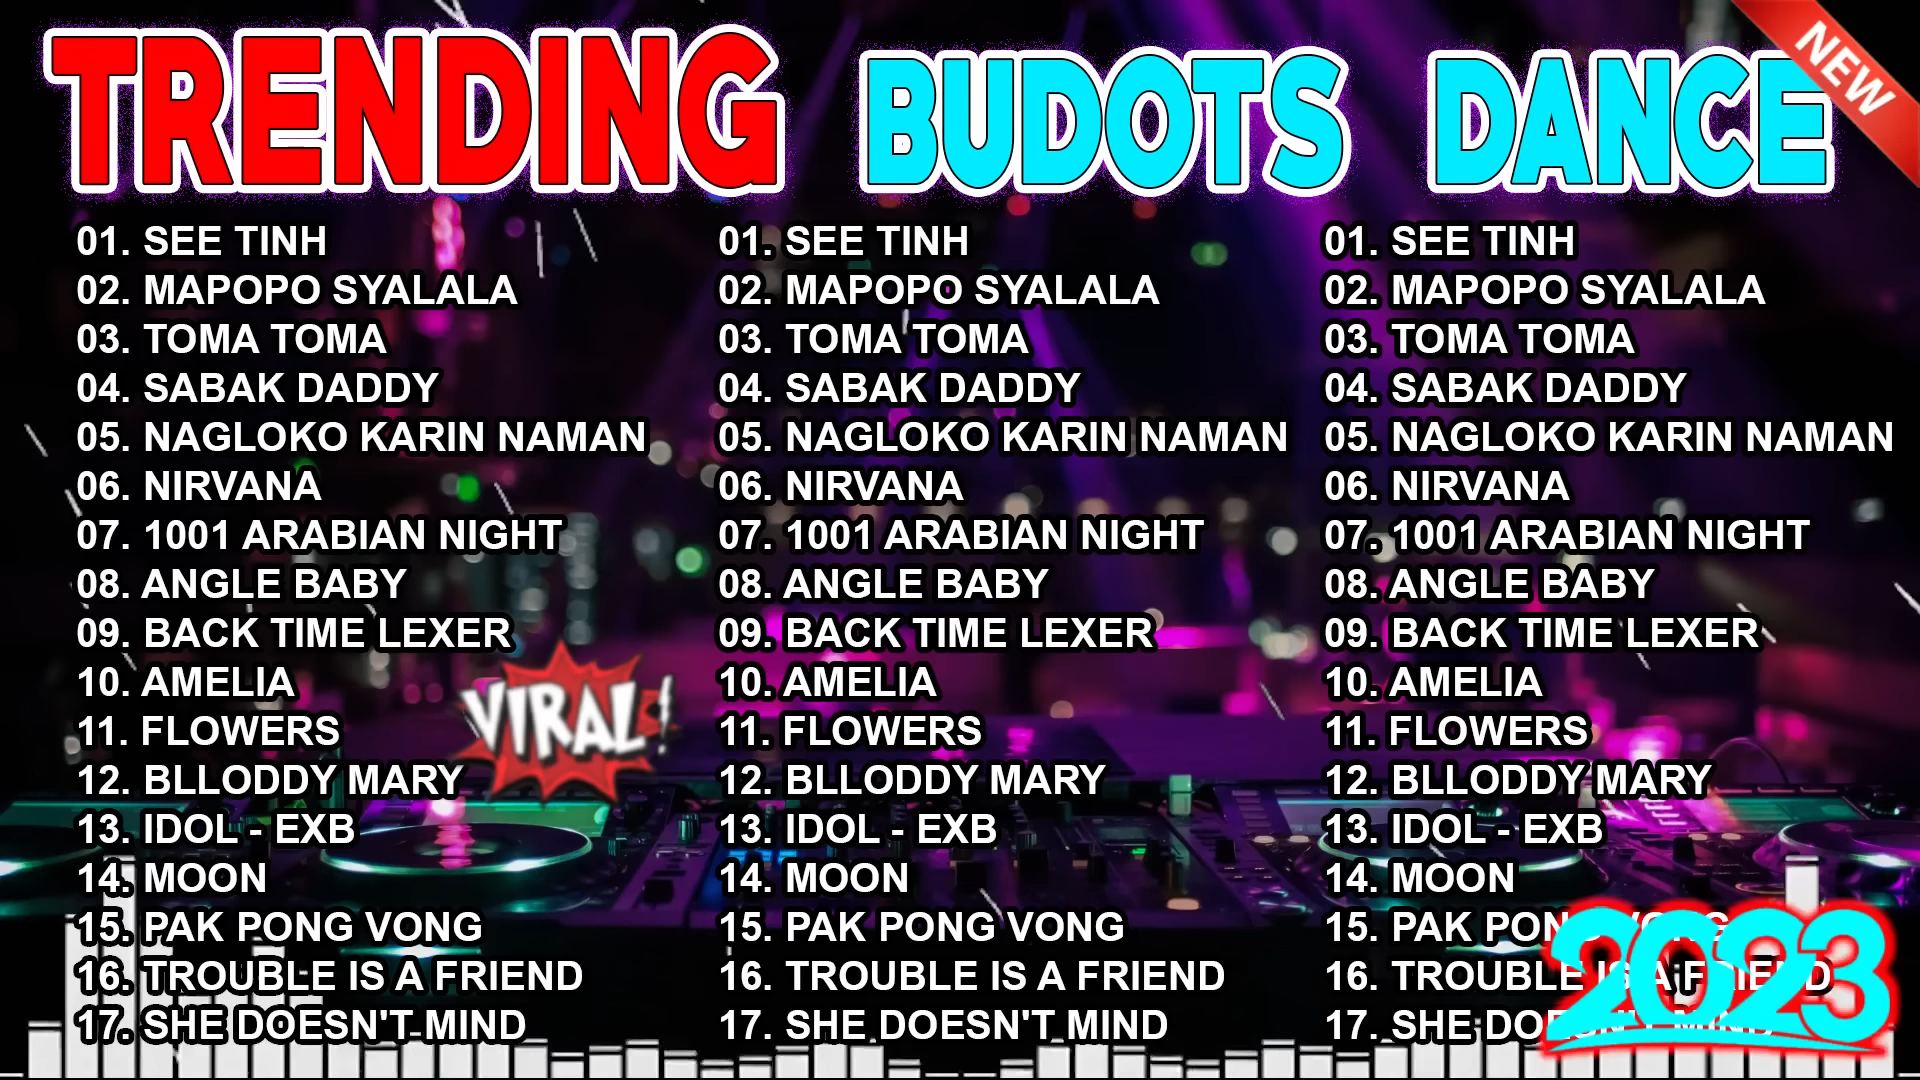 TRENDING BUDOTS DANCE
NEW
01. SEE TINH
02. MAPOPO SYALALA
03. TOMA TOMA
04. SABAK DADDY
05. NAGLOKO KARIN NAMAN
06. NIRVANA
07. 1001 ARABIAN NIGHT
08. ANGLE BABY
09. BACK TIME LEXER
10. AMELIA
11. FLOWERS
12. BLLODDY MARY
13. IDOL - EXB
14. MOON
15. PAK PONG VONG
16. TROUBLE IS A FRIEND
17. SHE DOESN'T MIND
VIRAL!
01. SEE TINH
02. MAPOPO SYALALA
03. TOMA TOMA
04. SABAK DADDY
05. NAGLOKO KARIN NAMAN
06. NIRVANA
07. 1001 ARABIAN NIGHT
08. ANGLE BABY
09. BACK TIME LEXER
10. AMELIA
11. FLOWERS
12. BLLODDY MARY
13. IDOL - EXB
14. MOON
15. PAK PONG VONG
16. TROUBLE IS A FRIEND
17. SHE DOESN'T MIND
01. SEE TINH
02. MAPOPO SYALALA
03. TOMA TOMA
04. SABAK DADDY
05. NAGLOKO KARIN NAMAN
06. NIRVANA
07. 1001 ARABIAN NIGHT
08. ANGLE BABY
09. BACK TIME LEXER
10. AMELIA
11. FLOWERS
12. BLLODDY MARY
13. IDOL - EXB
14. MOON
15. PAK PONG VONG
16. TROUBLE IS A FRIEND
17. SHE DOESN'T MIND
2023